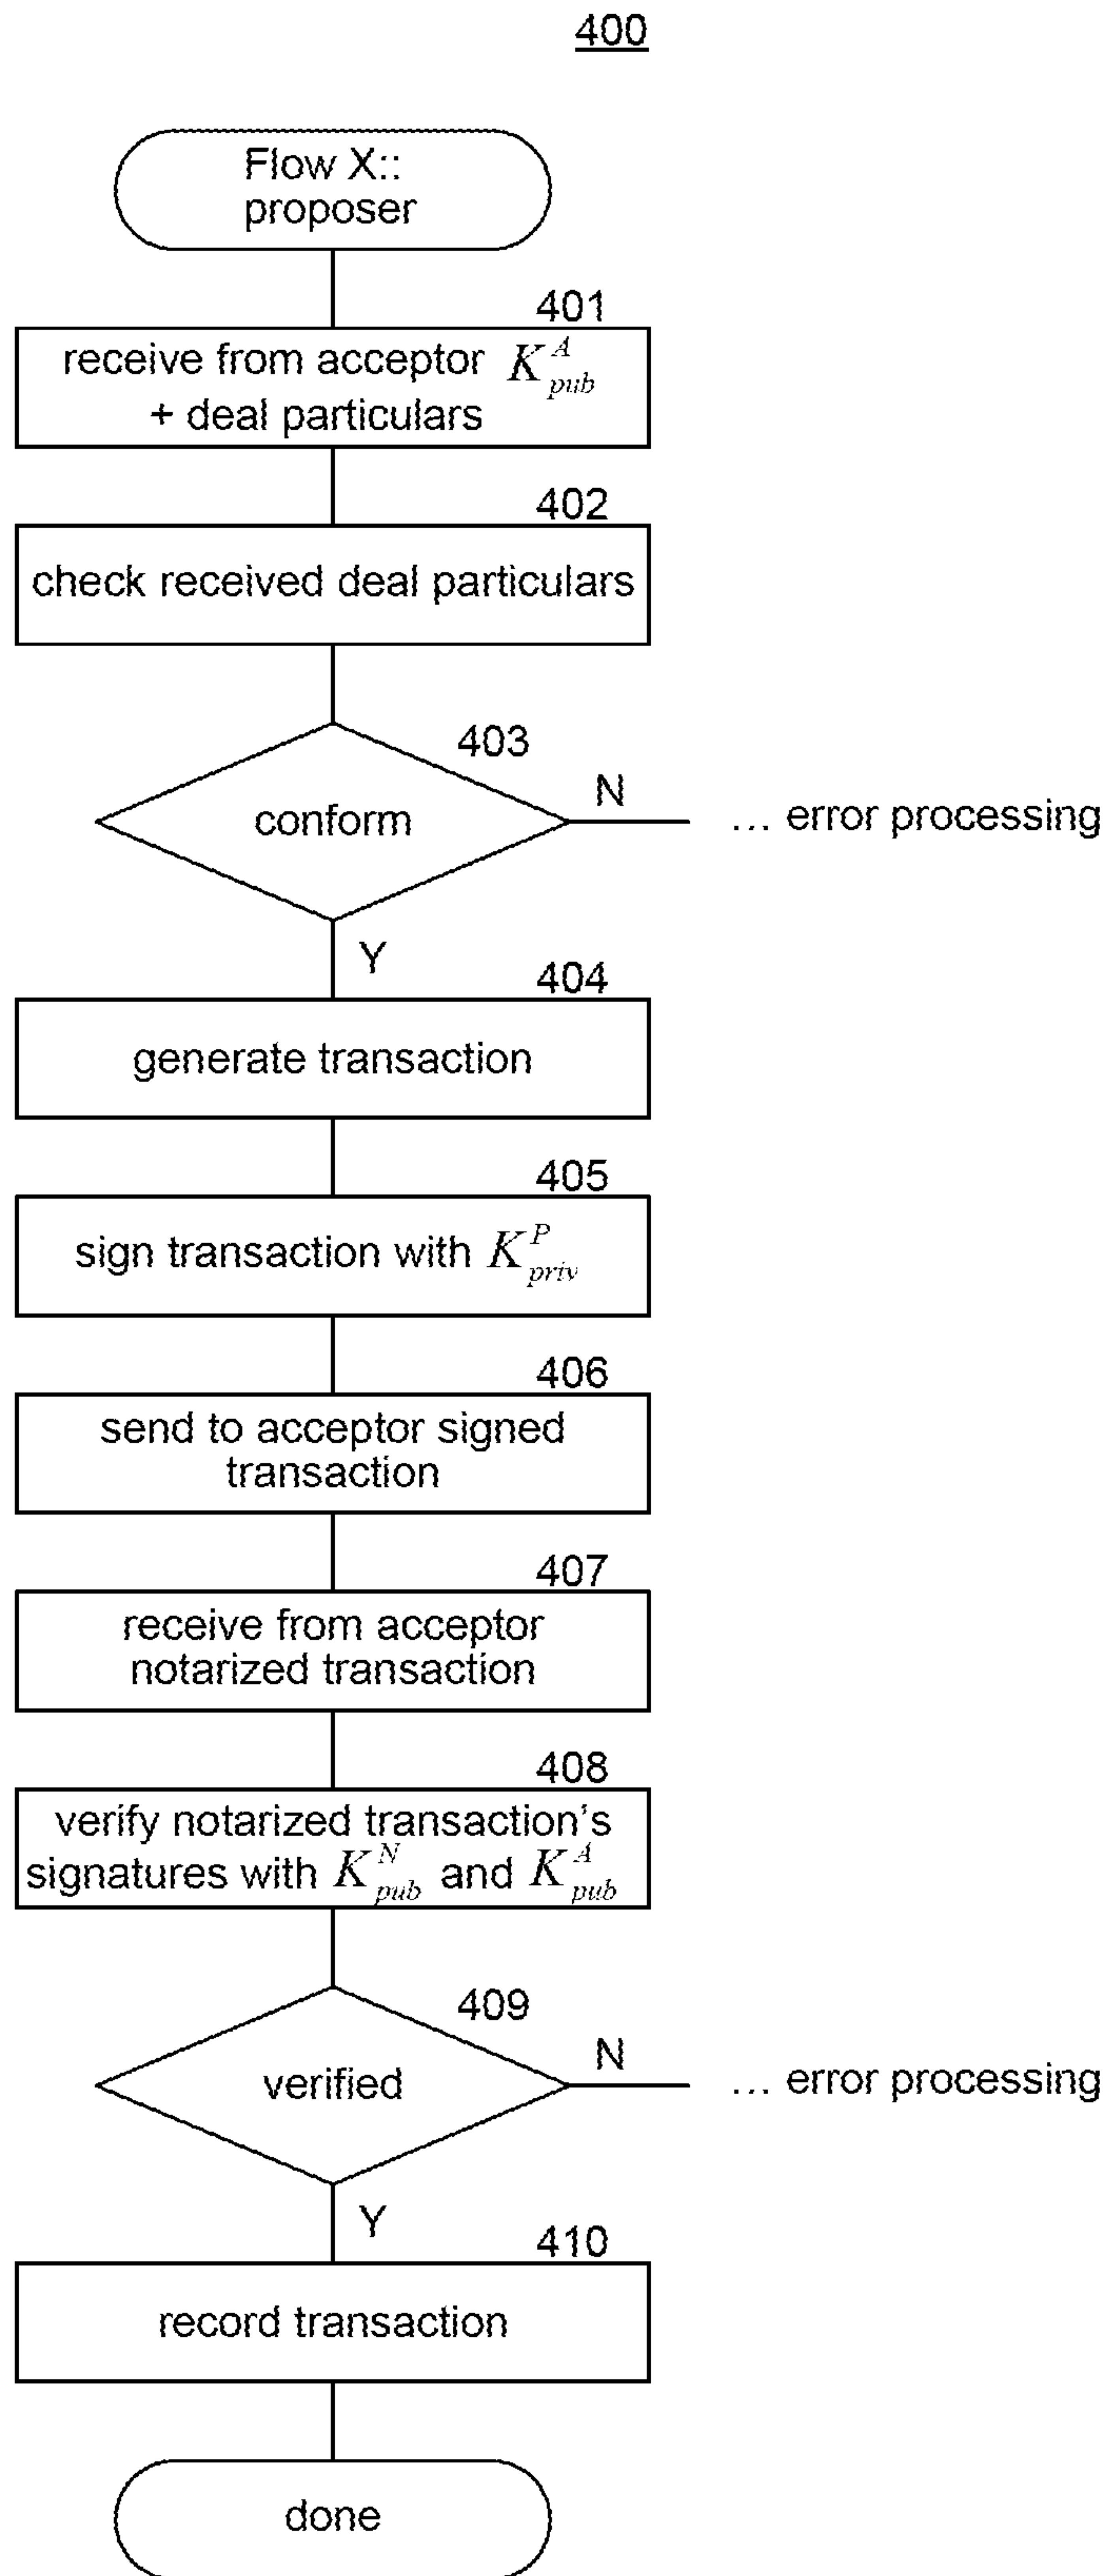 400
Flow X::
proposer
401
receive from acceptor K^A_pub
+ deal particulars
402
check received deal particulars
403
conform
N
... error processing
Y
404
generate transaction
405
sign transaction with K^P_priv
406
send to acceptor signed
transaction
407
receive from acceptor
notarized transaction
408
verify notarized transaction's
signatures with K^N_pub and K^A_pub
409
verified
N
... error processing
Y
410
record transaction
done